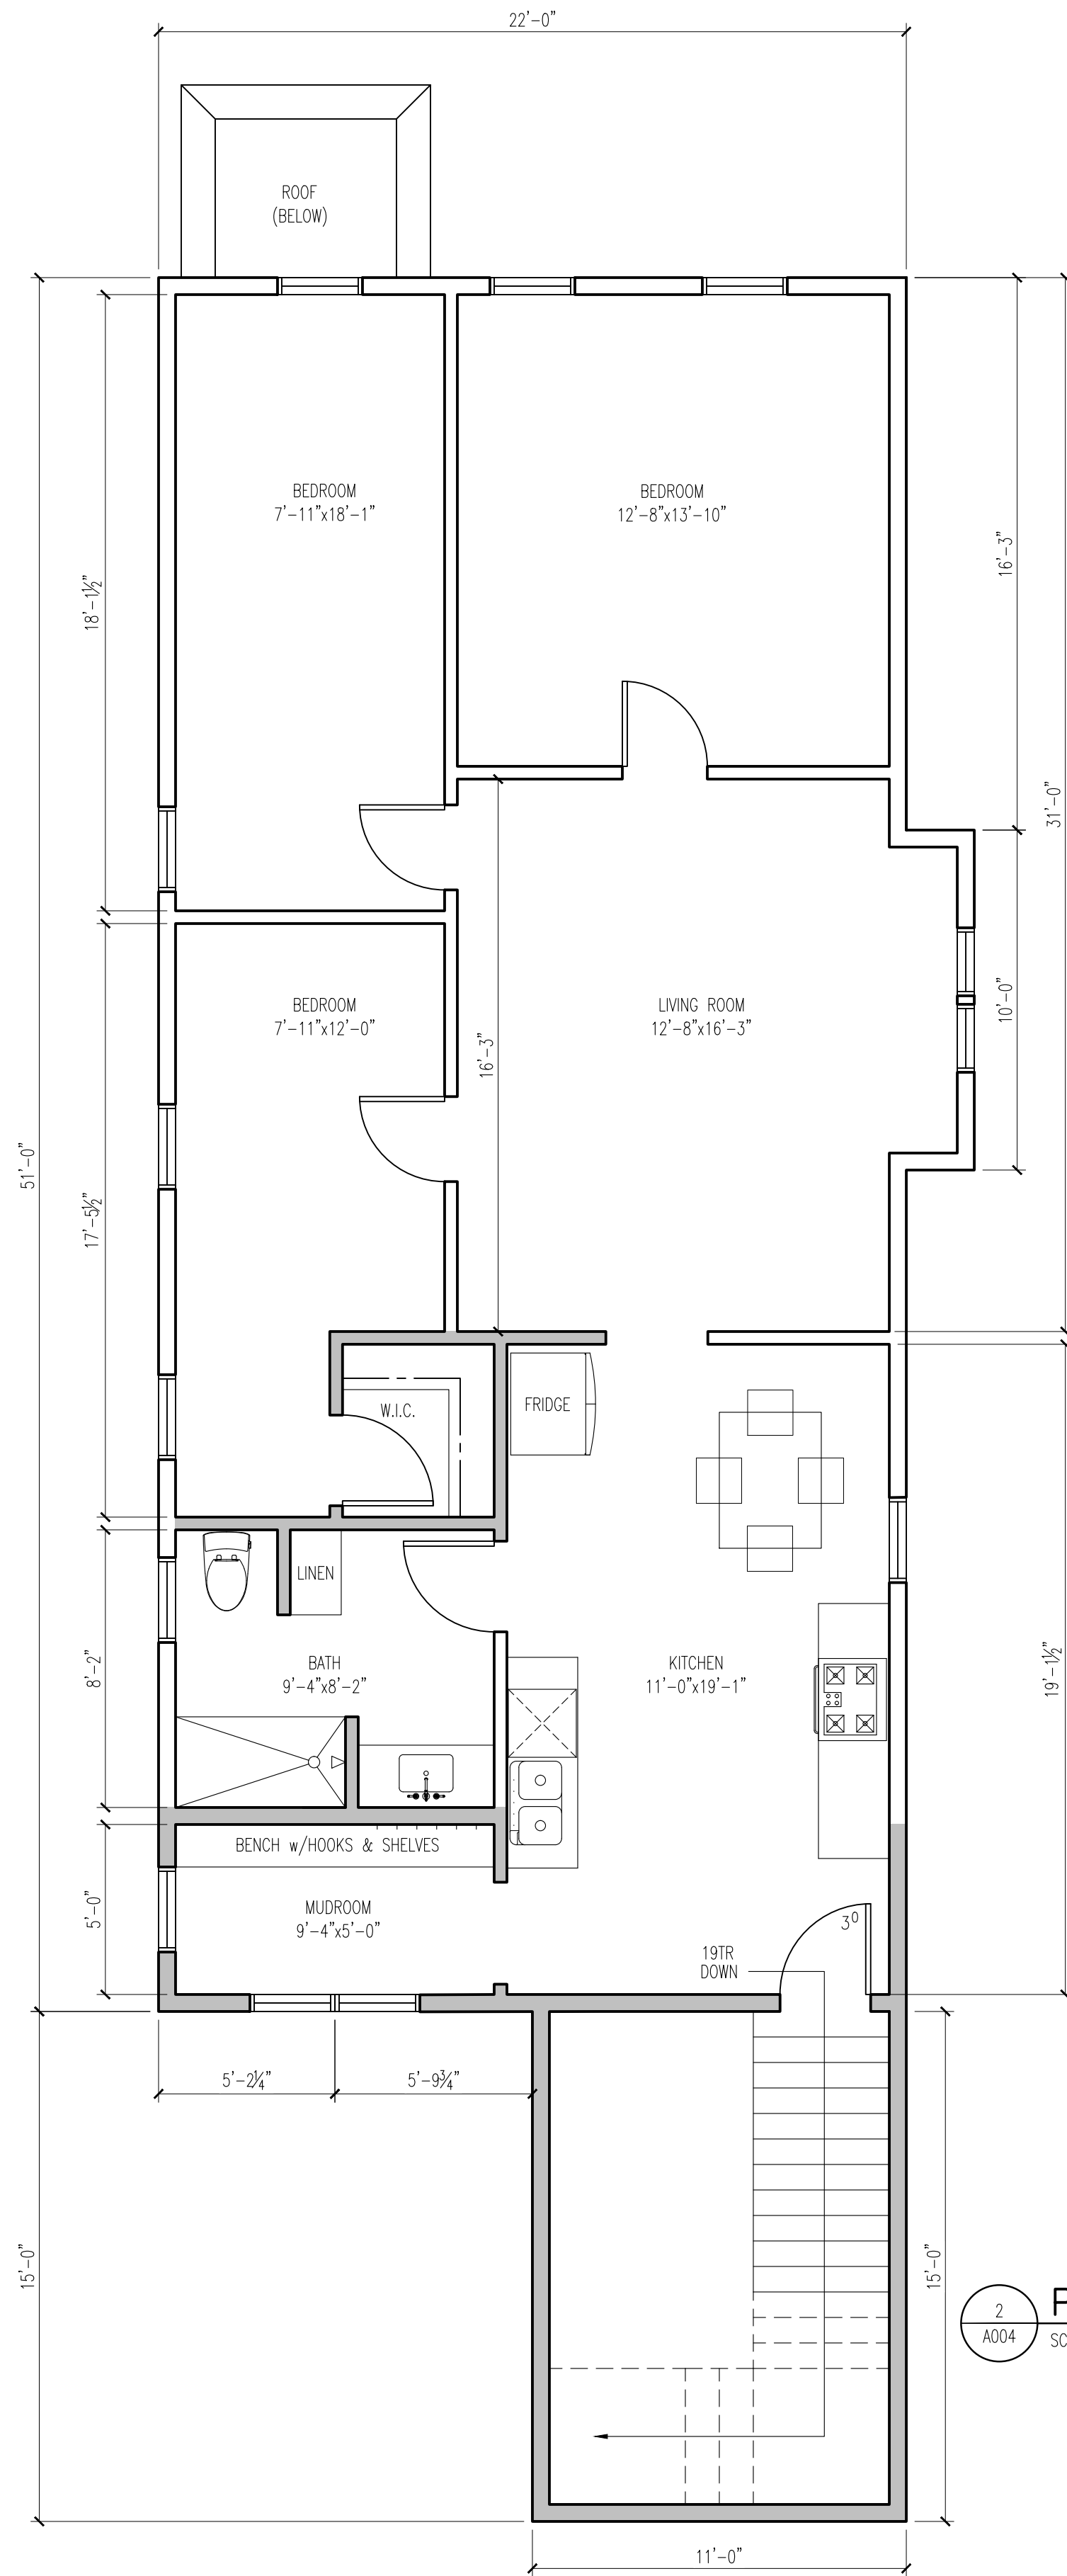 22'-0"
ROOF
(BELOW)
BEDROOM
7'-11"x18'-1"
BEDROOM
12'-8"x13'-10"
18'-1½"
16'-3"
31'-0"
BEDROOM
7'-11"x12'-0"
LIVING ROOM
12'-8"x16'-3"
16'-3"
10'-0"
51'-0"
17'-5½"
W.I.C.
FRIDGE
LINEN
BATH
9'-4"x8'-2"
KITCHEN
11'-0"x19'-1"
8'-2"
19'-1½"
BENCH w/HOOKS & SHELVES
MUDROOM
9'-4"x5'-0"
5'-0"
3⁰
19TR
DOWN
5'-2¼"
5'-9¾"
15'-0"
15'-0"
2
A004
SC
11'-0"